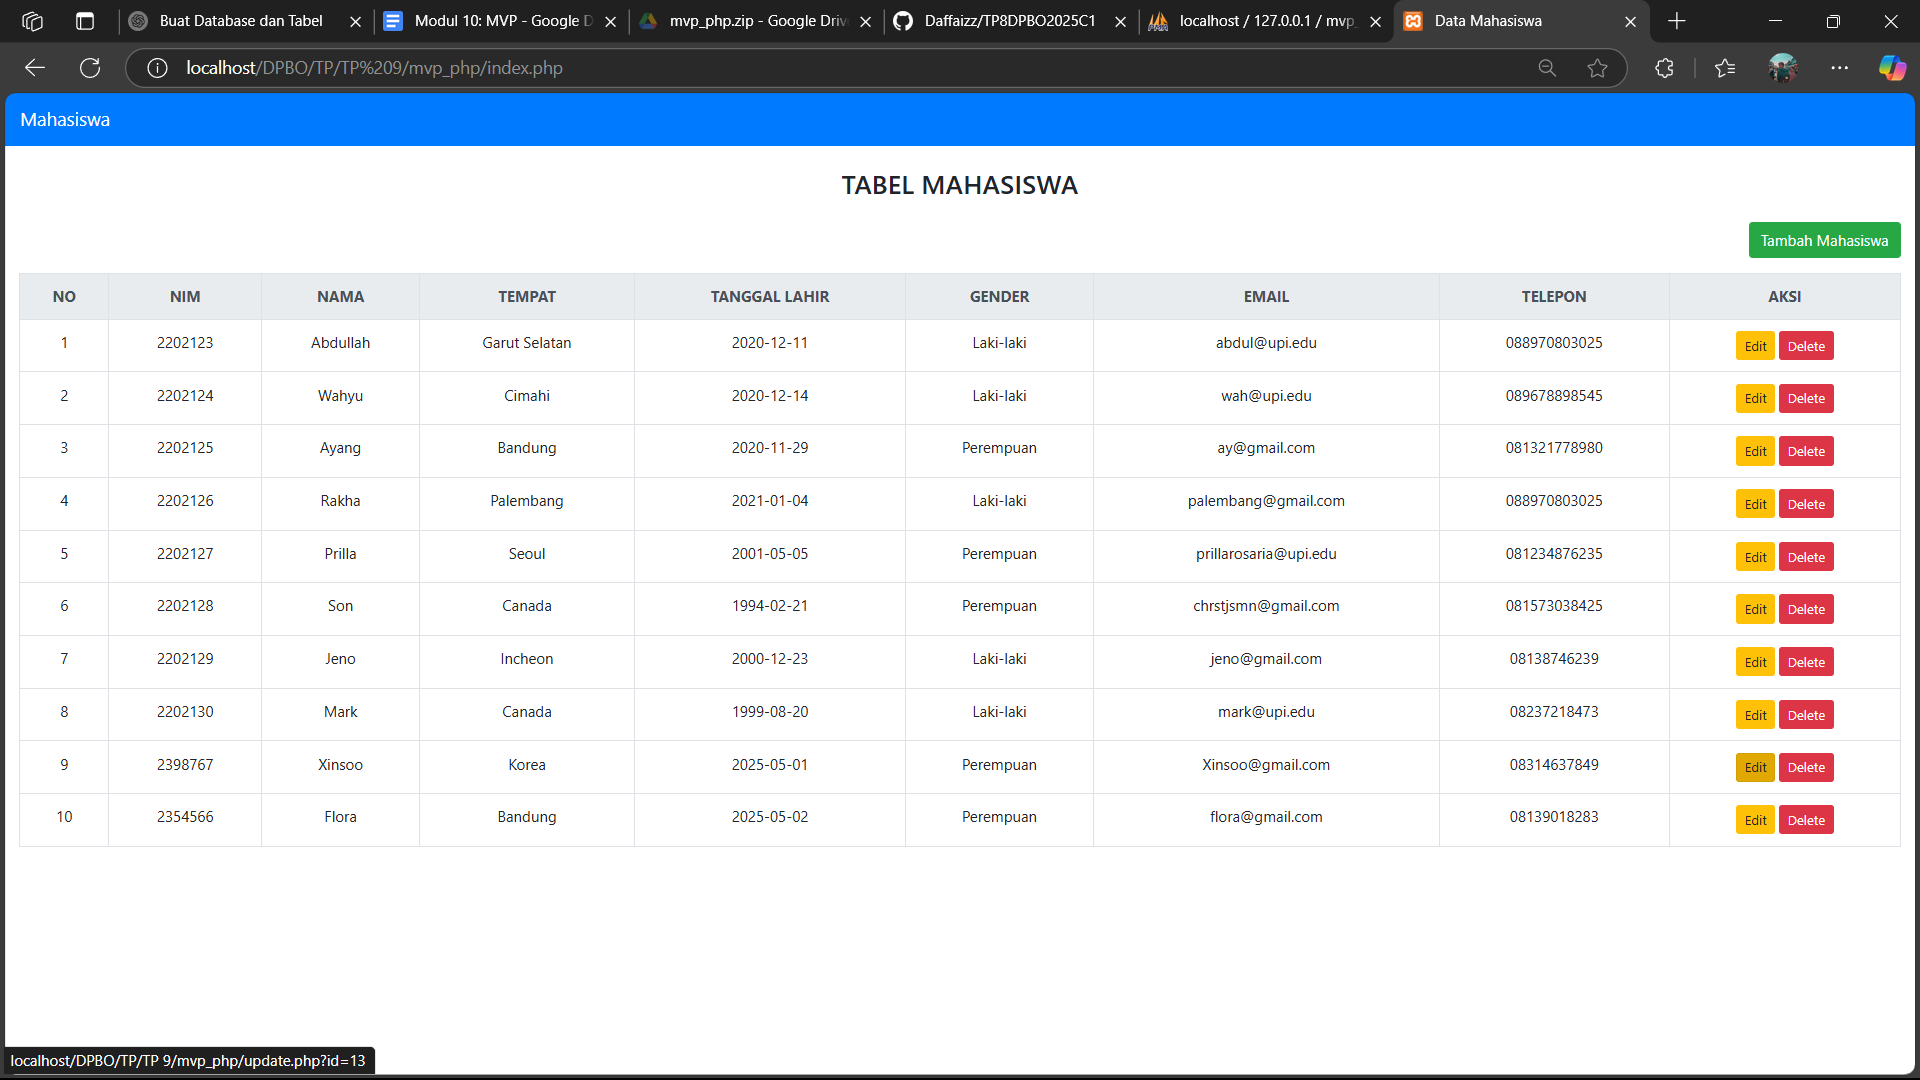 Buat Database dan Tabel
Modul 10: MVP - Google D
mvp_php.zip - Google Driv
Daffaizz/TP8DPBO2025C1
localhost / 127.0.0.1 / mvp_
Data Mahasiswa
localhost/DPBO/TP/TP%209/mvp_php/index.php
Mahasiswa
TABEL MAHASISWA
Tambah Mahasiswa
NO NIM NAMA TEMPAT TANGGAL LAHIR GENDER EMAIL TELEPON AKSI
1 2202123 Abdullah Garut Selatan 2020-12-11 Laki-laki abdul@upi.edu 088970803025 Edit Delete
2 2202124 Wahyu Cimahi 2020-12-14 Laki-laki wah@upi.edu 089678898545 Edit Delete
3 2202125 Ayang Bandung 2020-11-29 Perempuan ay@gmail.com 081321778980 Edit Delete
4 2202126 Rakha Palembang 2021-01-04 Laki-laki palembang@gmail.com 088970803025 Edit Delete
5 2202127 Prilla Seoul 2001-05-05 Perempuan prillarosaria@upi.edu 081234876235 Edit Delete
6 2202128 Son Canada 1994-02-21 Perempuan chrstjsmn@gmail.com 081573038425 Edit Delete
7 2202129 Jeno Incheon 2000-12-23 Laki-laki jeno@gmail.com 08138746239 Edit Delete
8 2202130 Mark Canada 1999-08-20 Laki-laki mark@upi.edu 08237218473 Edit Delete
9 2398767 Xinsoo Korea 2025-05-01 Perempuan Xinsoo@gmail.com 08314637849 Edit Delete
10 2354566 Flora Bandung 2025-05-02 Perempuan flora@gmail.com 08139018283 Edit Delete
localhost/DPBO/TP/TP 9/mvp_php/update.php?id=13